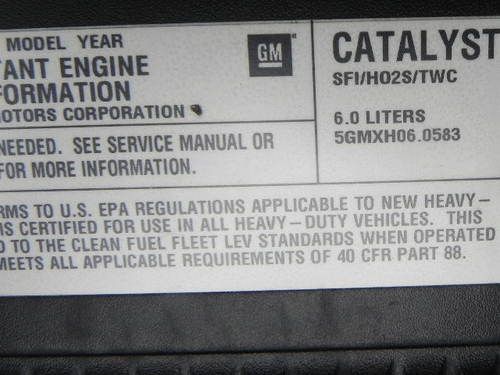 MODEL YEAR
TANT ENGINE
FORMATION
MOTORS CORPORATION
GM
CATALYST
SFI/HO2S/TWC
6.0 LITERS
5GMXH06.0583
NEEDED. SEE SERVICE MANUAL OR
FOR MORE INFORMATION.
RMS TO U.S. EPA REGULATIONS APPLICABLE TO NEW HEAVY-
IS CERTIFIED FOR USE IN ALL HEAVY-DUTY VEHICLES. THIS
D TO THE CLEAN FUEL FLEET LEV STANDARDS WHEN OPERATED
MEETS ALL APPLICABLE REQUIREMENTS OF 40 CFR PART 88.